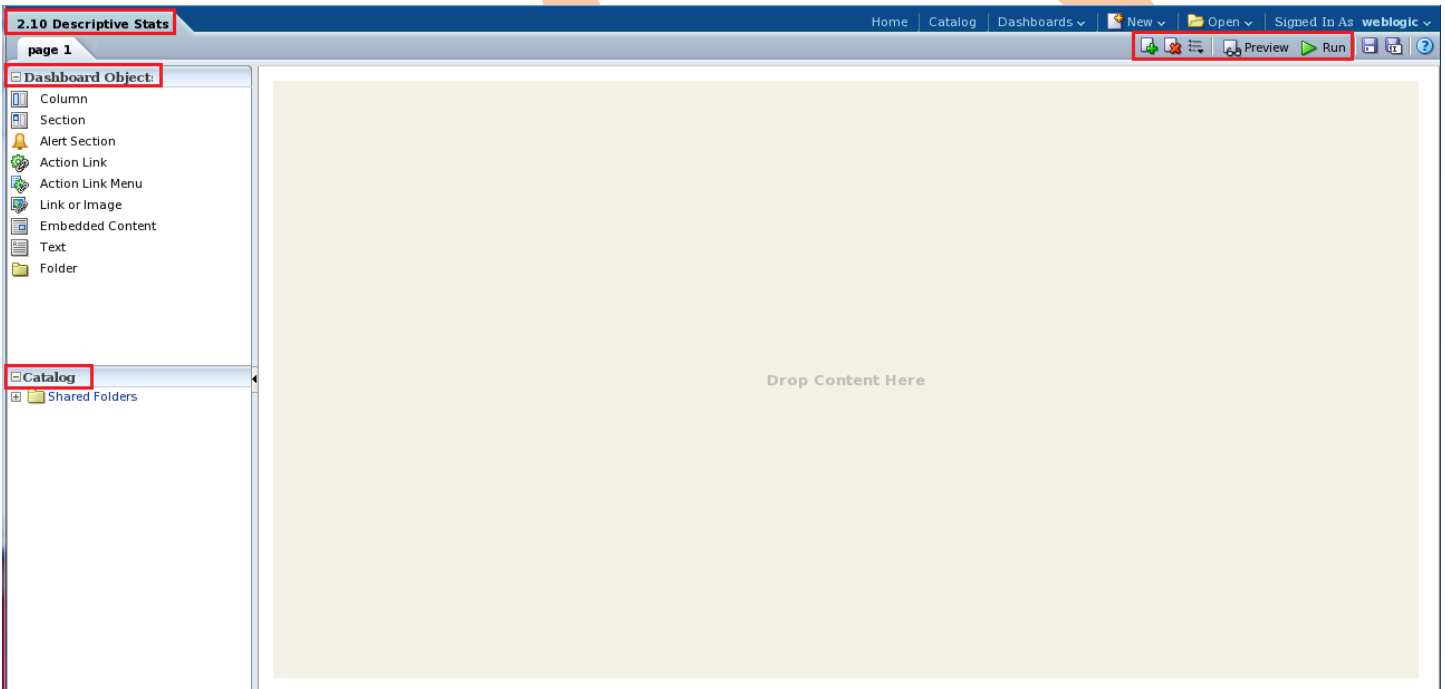 2.10 Descriptive Stats
Home Catalog Dashboards New Open Signed In As weblogic
page 1
Preview Run
Dashboard Objects
Column
Section
Alert Section
Action Link
Action Link Menu
Link or Image
Embedded Content
Text
Folder
Catalog
Shared Folders
Drop Content Here